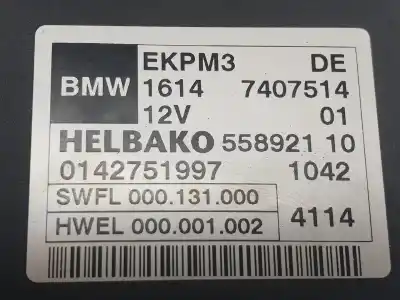 EKPM3 DE
BMW 1614 7407514
12V 01
HELBAKO 558921 10
0142751997 1042
SWFL 000.131.000
HWEL 000.001.002 4114